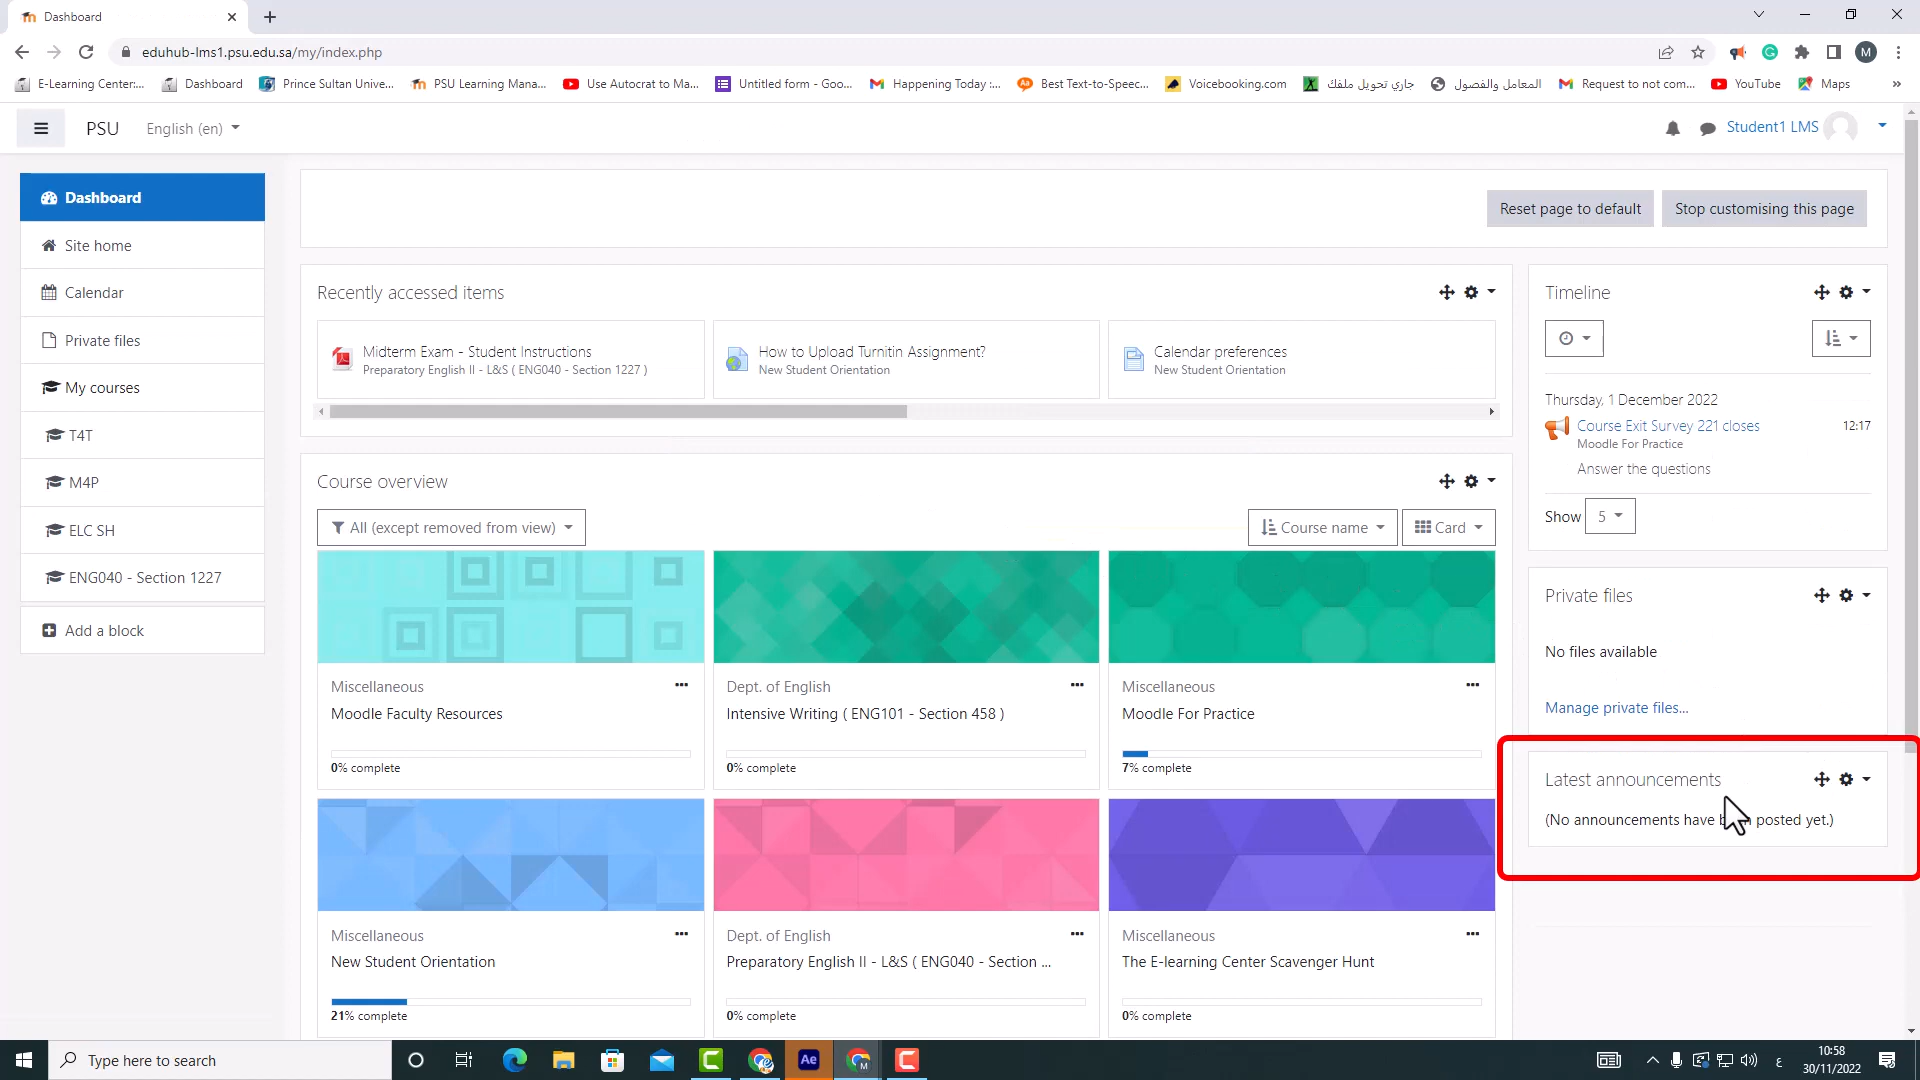 Dashboard
eduhub-lms1.psu.edu.sa/my/index.php
M
E-Learning Center:...
Dashboard
Prince Sultan Unive...
PSU Learning Mana...
Use Autocrat to Ma...
Untitled form - Goo...
Happening Today :...
Best Text-to-Speec...
Voicebooking.com
جاري تحويل ملفك
المعامل والفصول
Request to not com...
YouTube
Maps
»
PSU
English (en)
Student1 LMS
Dashboard
Site home
Calendar
Private files
My courses
T4T
M4P
ELC SH
ENG040 - Section 1227
Add a block
Reset page to default
Stop customising this page
Recently accessed items
Midterm Exam - Student Instructions
Preparatory English II - L&S ( ENG040 - Section 1227 )
How to Upload Turnitin Assignment?
New Student Orientation
Calendar preferences
New Student Orientation
Course overview
All (except removed from view)
Course name
Card
Miscellaneous
Moodle Faculty Resources
0% complete
Dept. of English
Intensive Writing ( ENG101 - Section 458 )
0% complete
Miscellaneous
Moodle For Practice
7% complete
Miscellaneous
New Student Orientation
21% complete
Dept. of English
Preparatory English II - L&S ( ENG040 - Section ...
0% complete
Miscellaneous
The E-learning Center Scavenger Hunt
0% complete
Timeline
Thursday, 1 December 2022
Course Exit Survey 221 closes
12:17
Moodle For Practice
Answer the questions
Show 5
Private files
No files available
Manage private files...
Latest announcements
(No announcements have posted yet.)
Type here to search
Ae
M
ع
10:58
30/11/2022